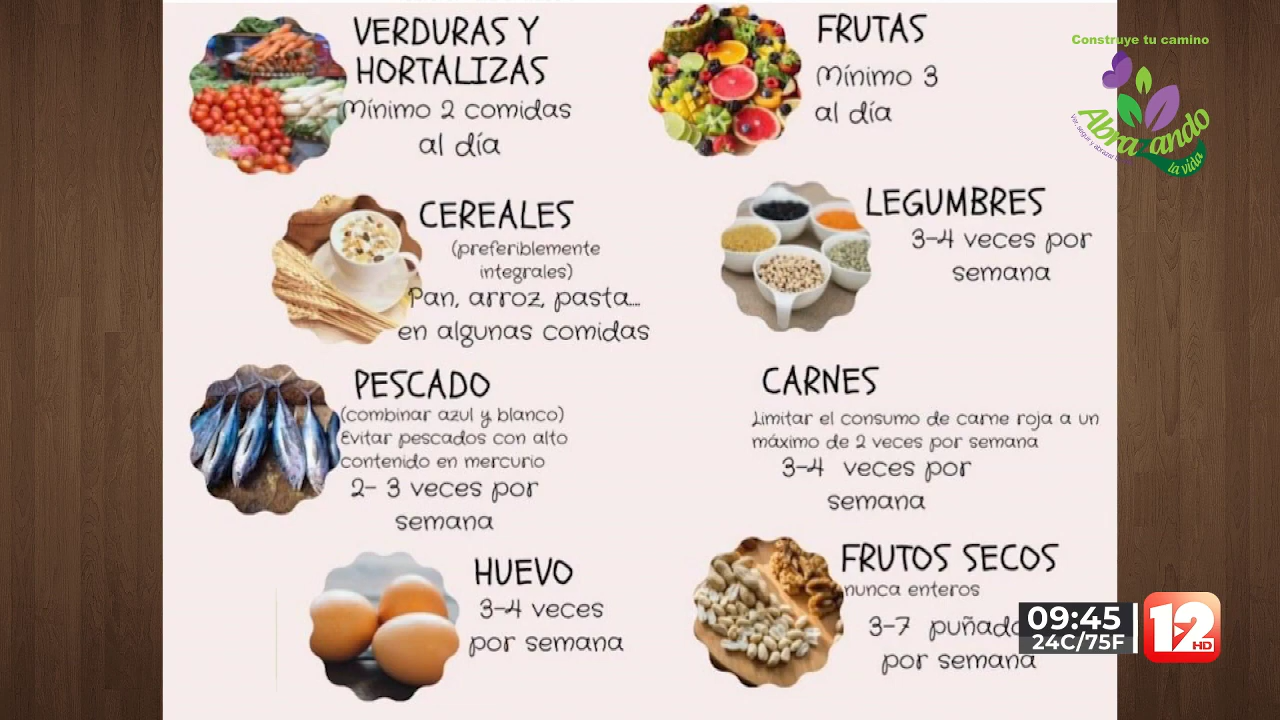 VERDURAS Y
HORTALIZAS
Mínimo 2 comidas
al día
FRUTAS
Mínimo 3
al día
Construye tu camino
Abrazando
la vida
CEREALES
(preferiblemente
integrales)
Pan, arroz, pasta...
en algunas comidas
LEGUMBRES
3-4 veces por
semana
PESCADO
(combinar azul y blanco)
Evitar pescados con alto
contenido en mercurio
2- 3 veces por
semana
CARNES
Limitar el consumo de carne roja a un
máximo de 2 veces por semana
3-4 veces por
semana
HUEVO
3-4 veces
por semana
FRUTOS SECOS
nunca enteros
3-7
por semana
09:45
24C/75F
12
HD